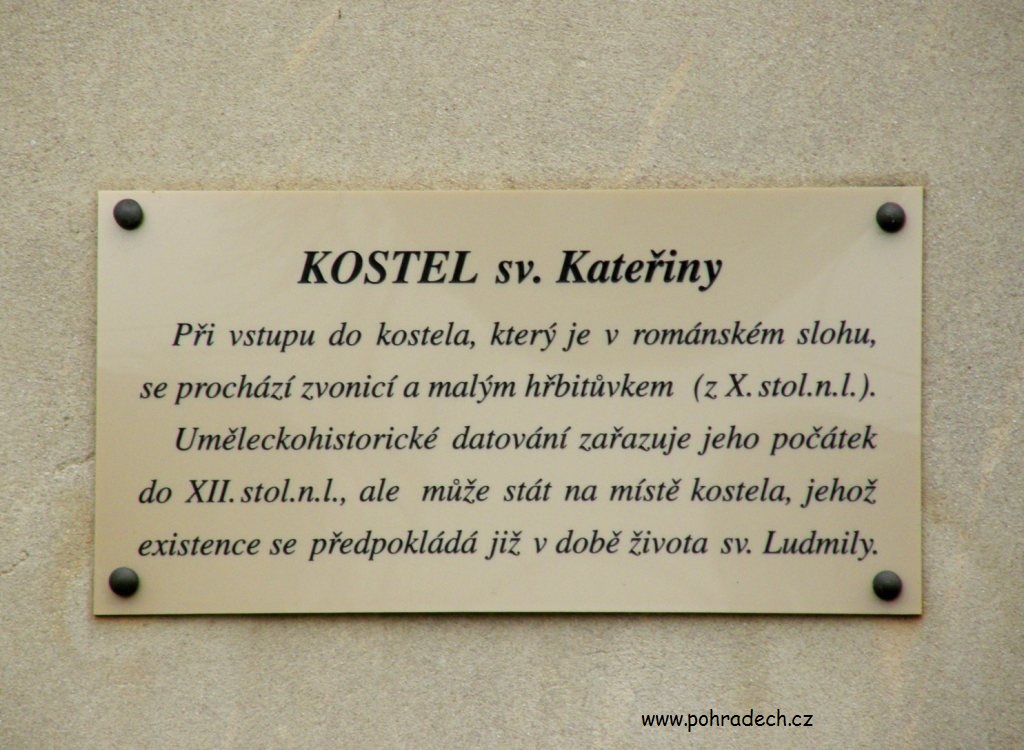 KOSTEL sv. Kateřiny
Při vstupu do kostela, který je v románském slohu,
se prochází zvonicí a malým hřbitůvkem (z X. stol.n.l.).
Uměleckohistorické datování zařazuje jeho počátek
do XII. stol.n.l., ale může stát na místě kostela, jehož
existence se předpokládá již v době života sv. Ludmily.
www.pohradech.cz